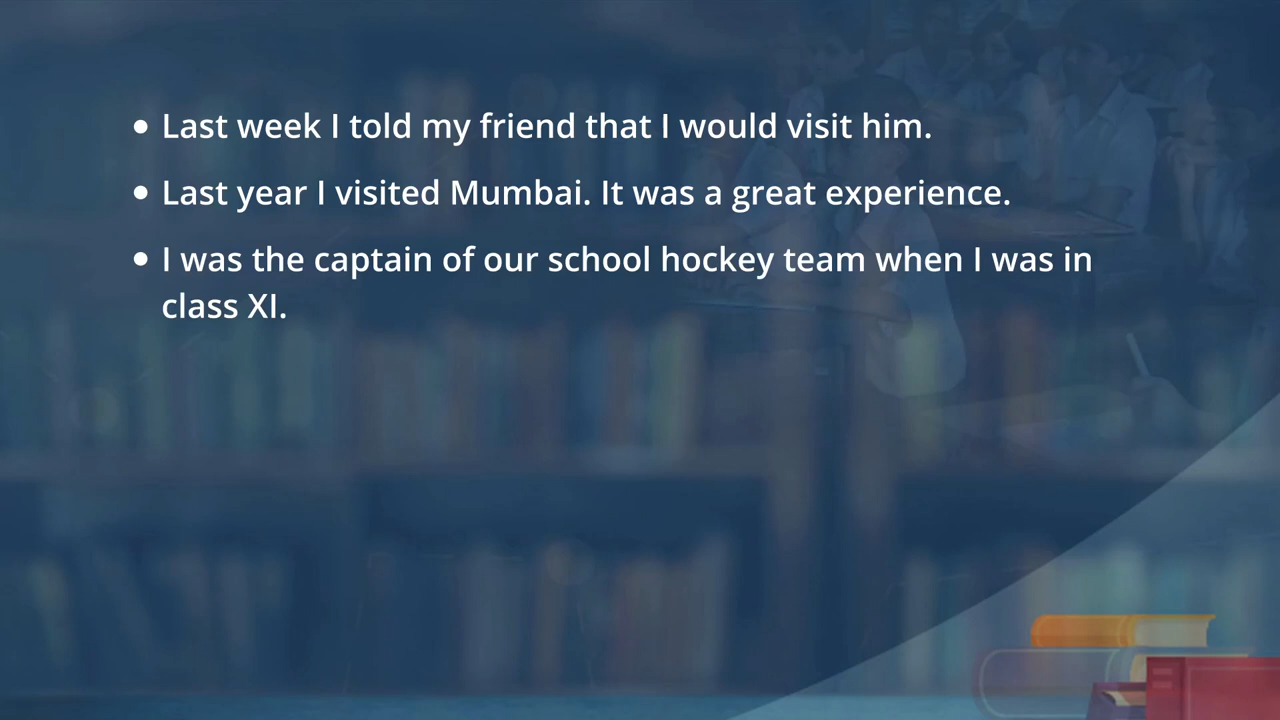 • Last week I told my friend that I would visit him.
• Last year I visited Mumbai. It was a great experience.
• I was the captain of our school hockey team when I was in
class XI.